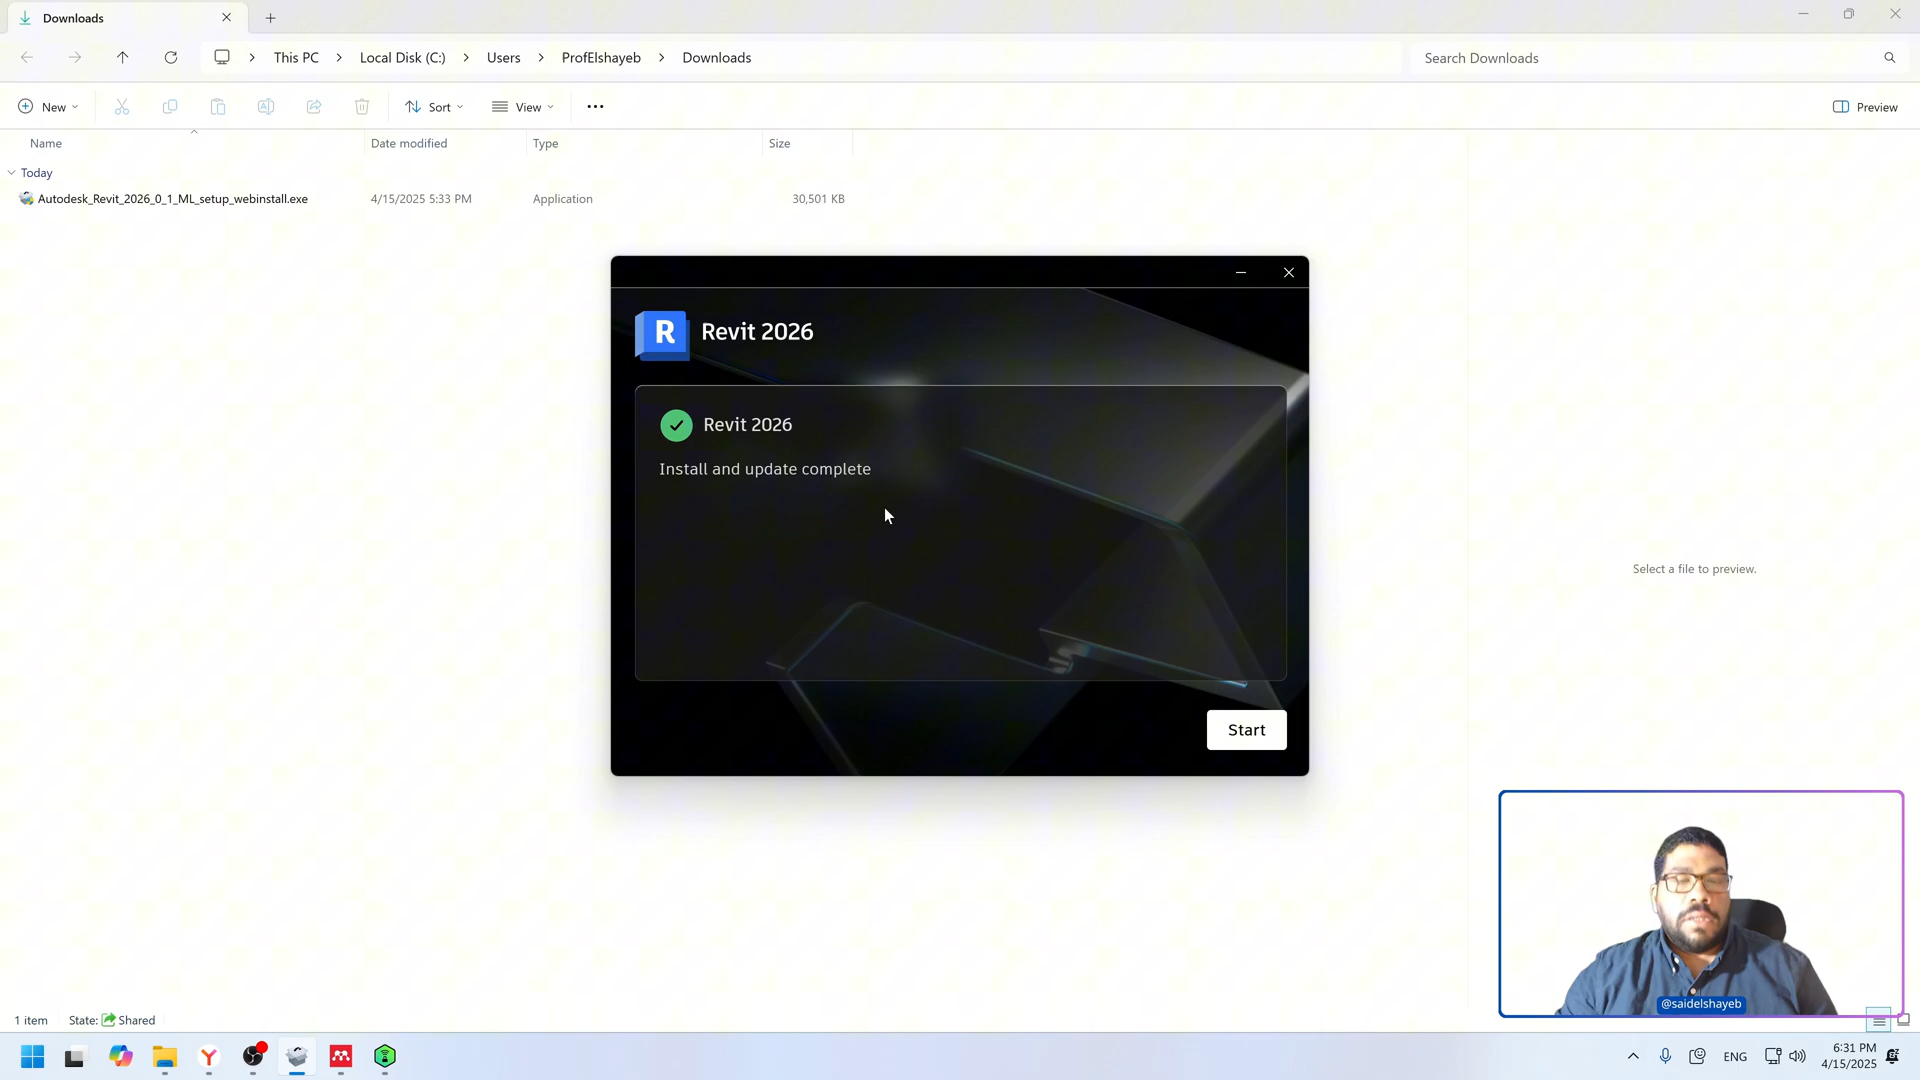 Downloads
This PC > Local Disk (C:) > Users > ProfElshayeb > Downloads
Search Downloads
New
Sort
View
Preview
Name
Date modified
Type
Size
Today
Autodesk_Revit_2026_0_1_ML_setup_webinstall.exe
4/15/2025 5:33 PM
Application
30,501 KB
R
Revit 2026
Revit 2026
Install and update complete
Select a file to preview.
Start
@saidelshayeb
1 item
State: Shared
ENG
6:31 PM
4/15/2025